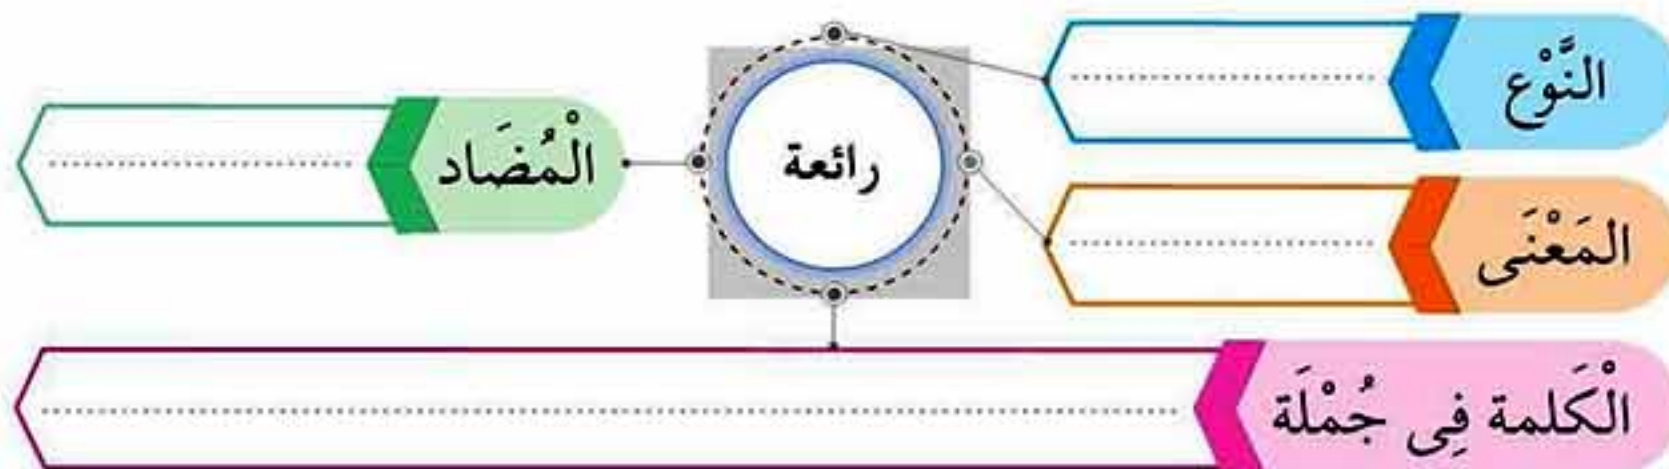 النَّوْع
رائعة
الْمُضَاد
المَعْنَى
الْكَلمة فِى جُمْلَة